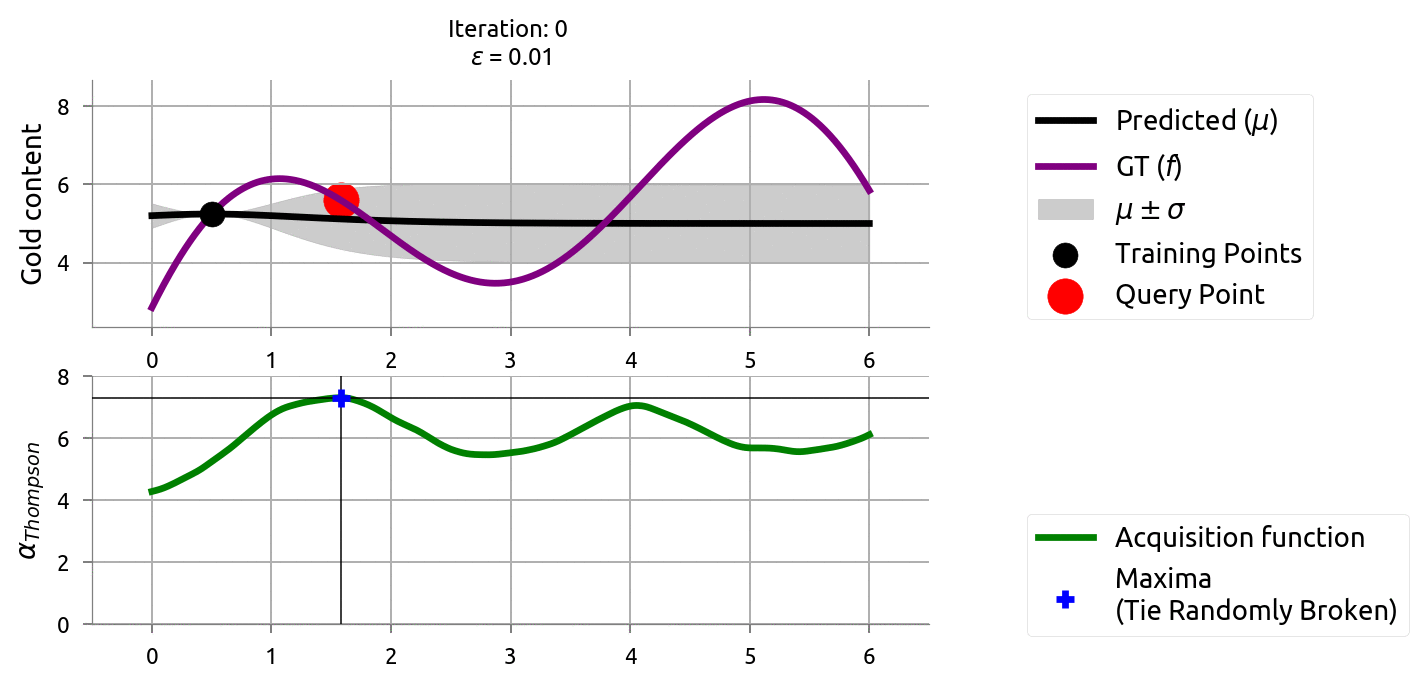 Iteration: 0
ε = 0.01
Gold content
8
6
4
0 1 2 3 4 5 6
Predicted (μ)
GT (f)
μ ± σ
Training Points
Query Point
α_Thompson
8
6
4
2
0
0 1 2 3 4 5 6
Acquisition function
Maxima
(Tie Randomly Broken)